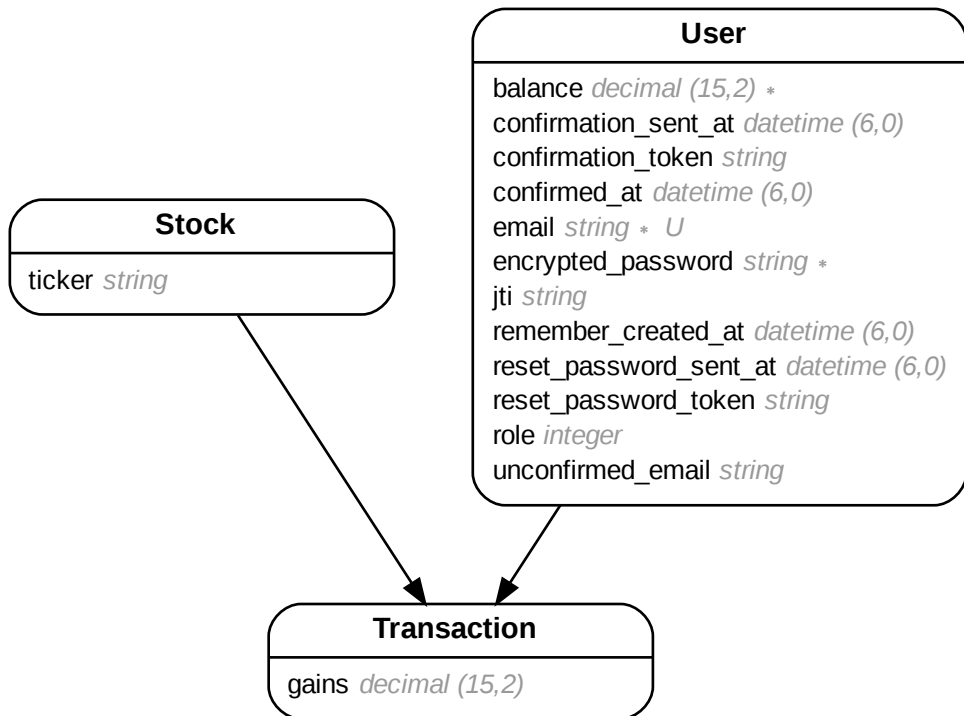 User
balance decimal (15,2) *
confirmation_sent_at datetime (6,0)
confirmation_token string
confirmed_at datetime (6,0)
email string * U
encrypted_password string *
jti string
remember_created_at datetime (6,0)
reset_password_sent_at datetime (6,0)
reset_password_token string
role integer
unconfirmed_email string
Stock
ticker string
Transaction
gains decimal (15,2)